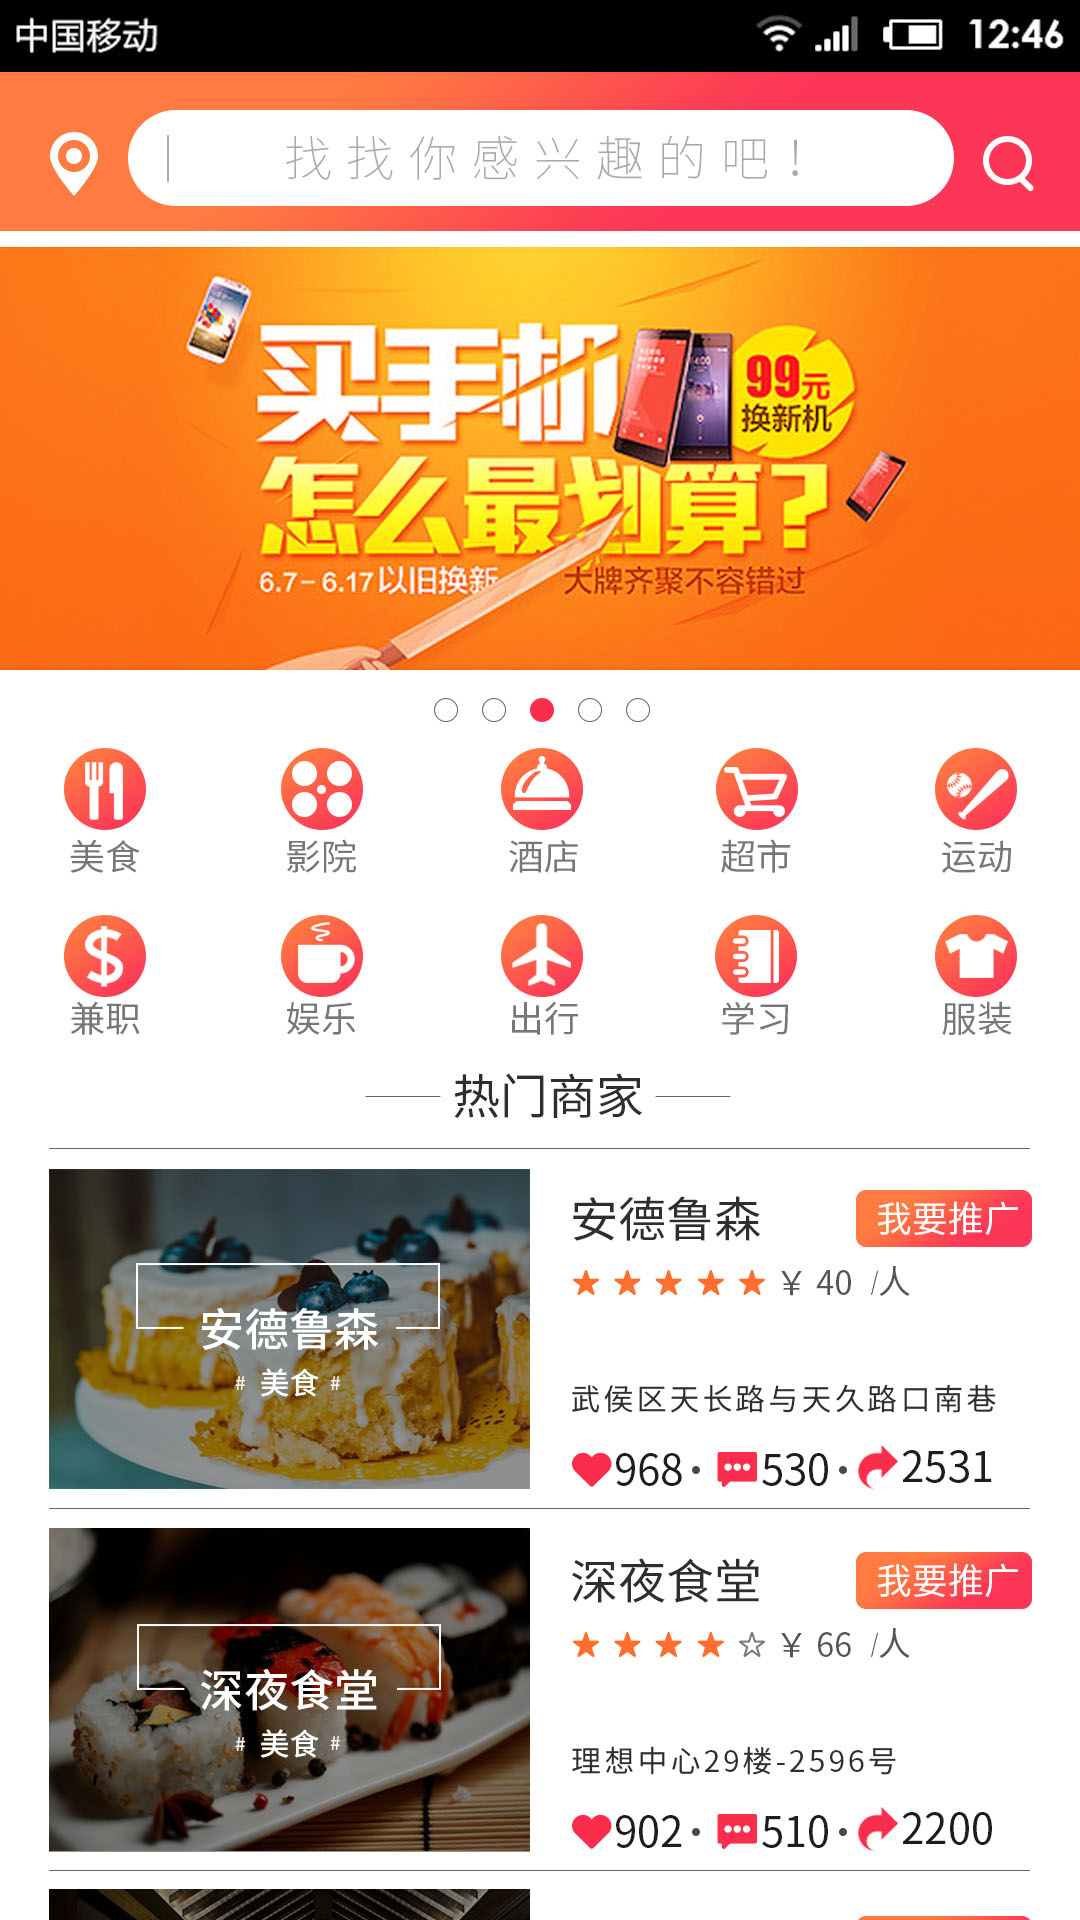 中国移动 12:46
找找你感兴趣的吧!
买手机
99元
换新机
怎么最划算?
6.7-6.17以旧换新 大牌齐聚不容错过
美食 影院 酒店 超市 运动
兼职 娱乐 出行 学习 服装
热门商家
安德鲁森
# 美食 #
安德鲁森 我要推广
¥ 40 /人
武侯区天长路与天久路口南巷
968 · 530 · 2531
深夜食堂
# 美食 #
深夜食堂 我要推广
¥ 66 /人
理想中心29楼-2596号
902 · 510 · 2200